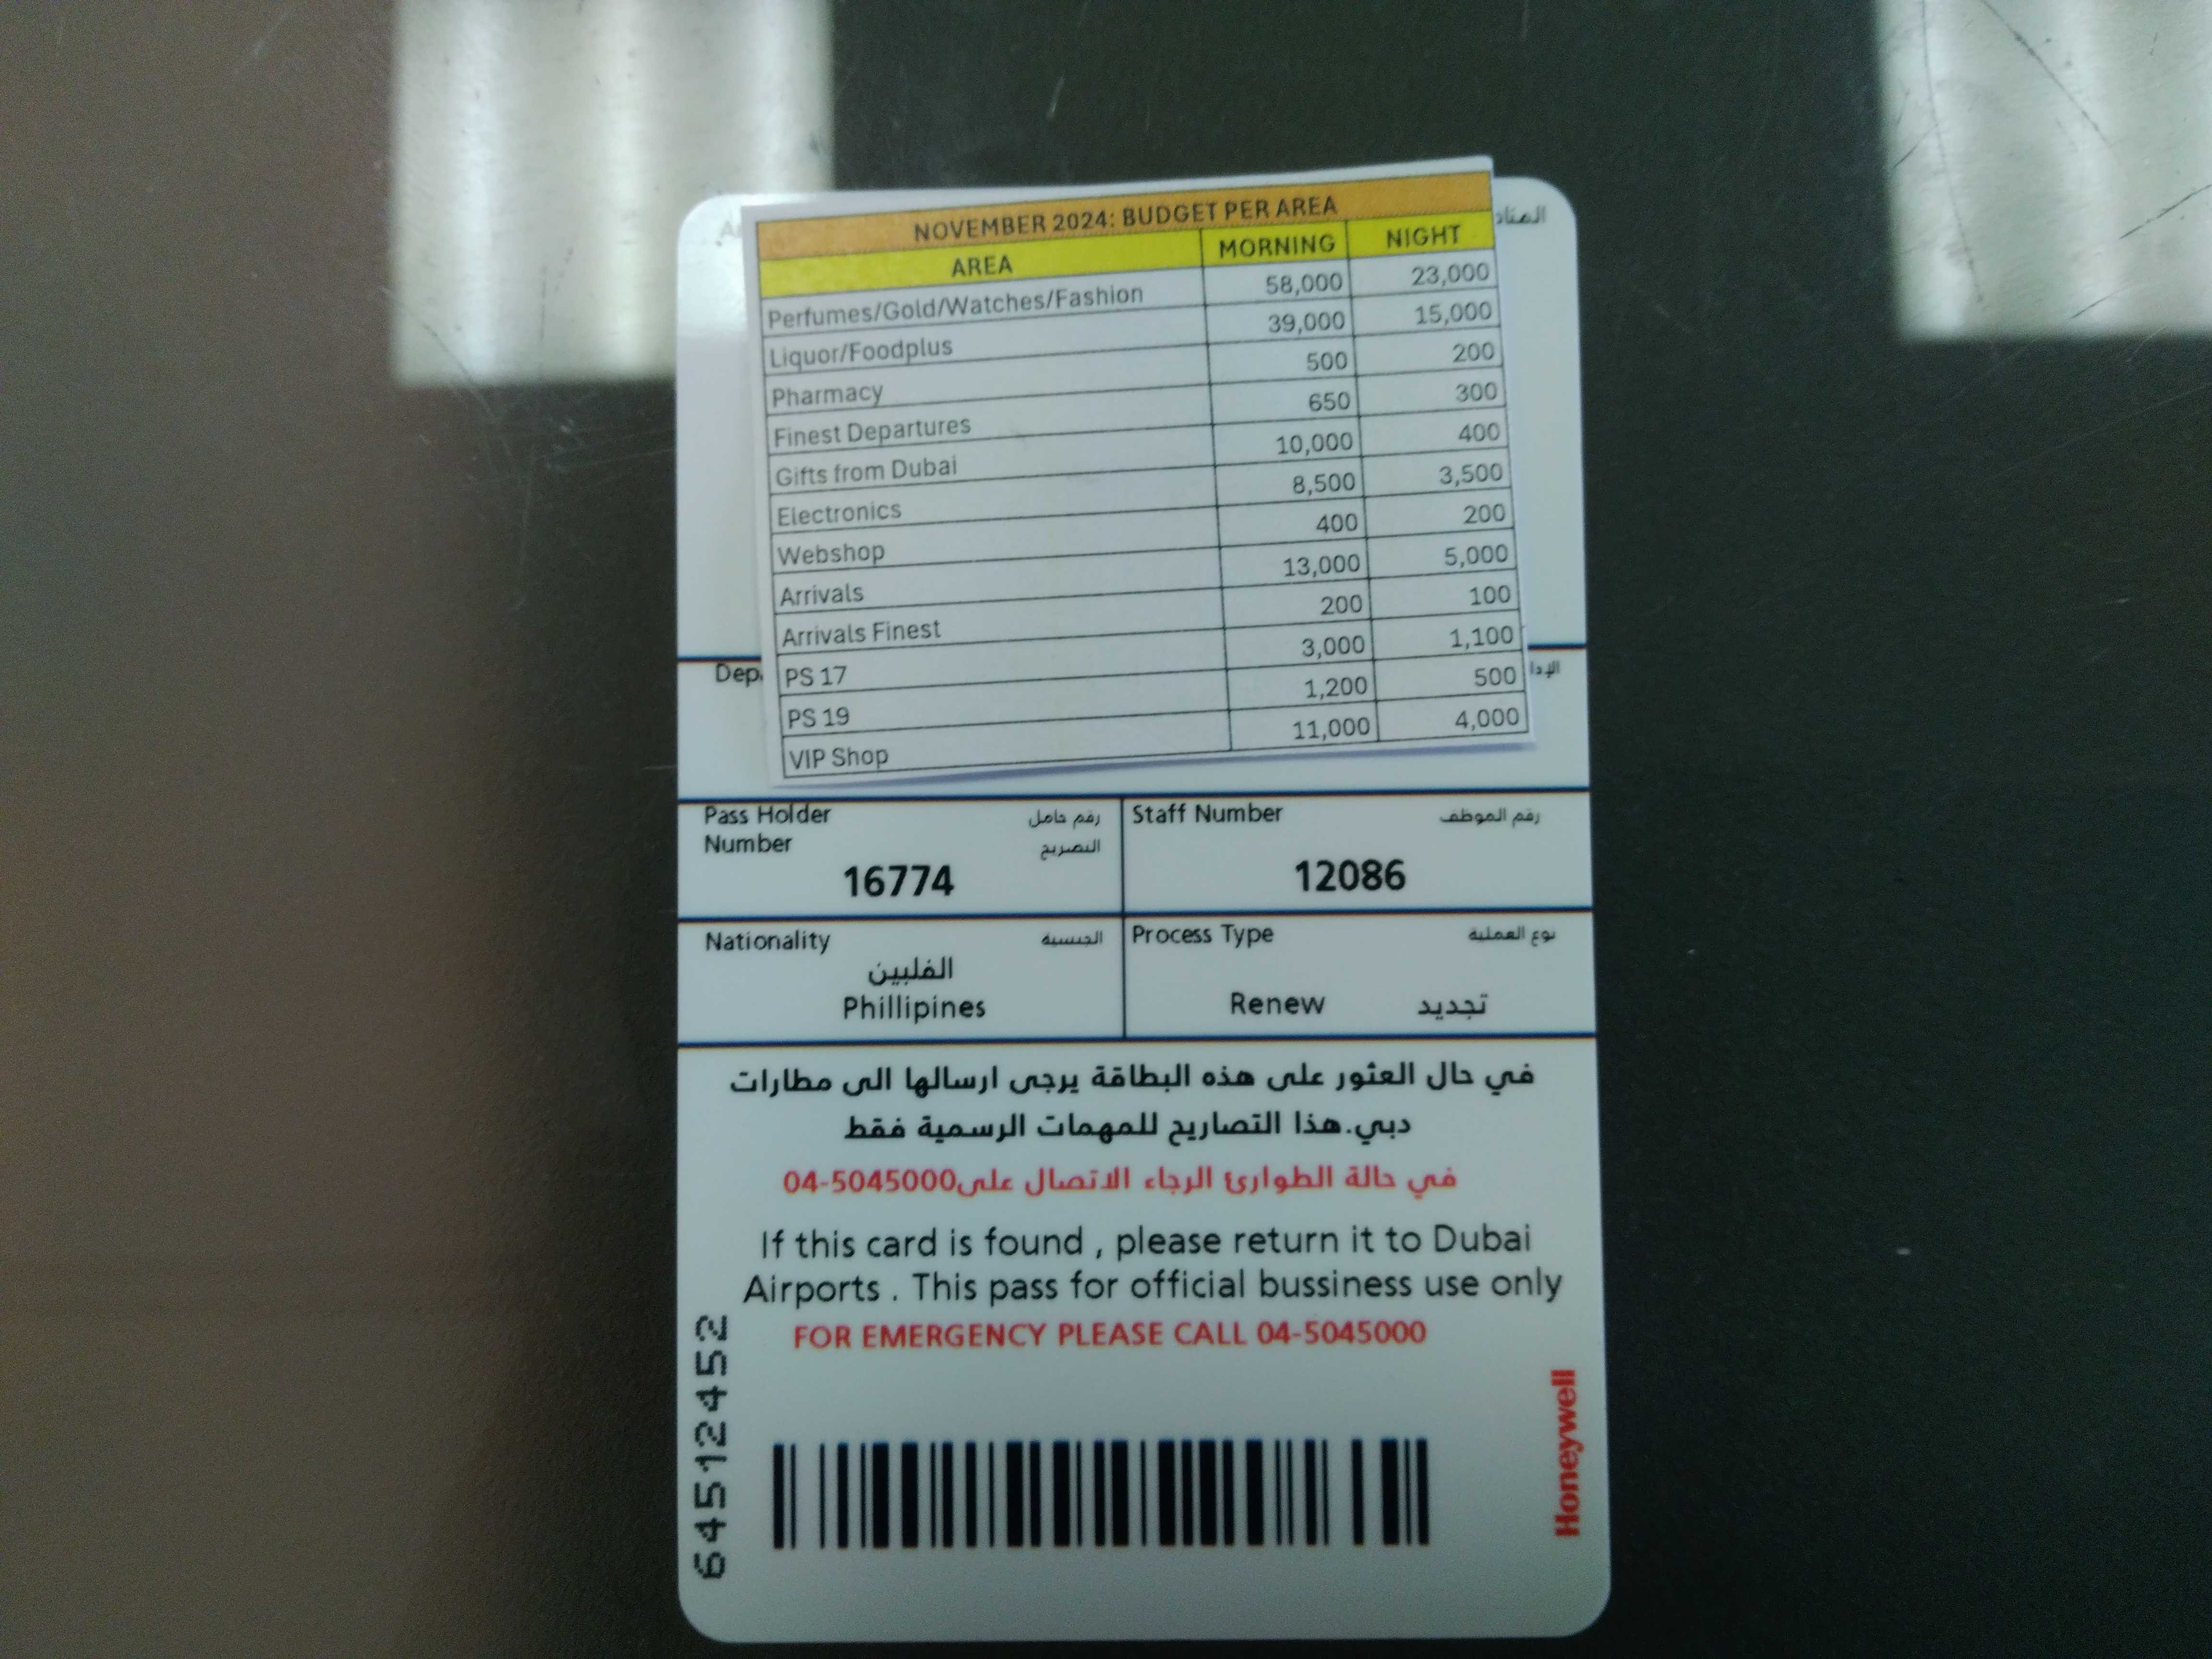 NOVEMBER 2024: BUDGET PER AREA
AREA MORNING NIGHT
Perfumes/Gold/Watches/Fashion 58,000 23,000
Liquor/Foodplus 39,000 15,000
Pharmacy 500 200
Finest Departures 650 300
Gifts from Dubai 10,000 400
Electronics 8,500 3,500
Webshop 400 200
Arrivals 13,000 5,000
Arrivals Finest 200 100
PS 17 3,000 1,100
PS 19 1,200 500
VIP Shop 11,000 4,000
Pass Holder رقم حامل
Number التصريح
16774
Staff Number رقم الموظف
12086
Nationality الجنسية
الفلبين
Phillipines
Process Type نوع العملية
Renew تجديد
في حال العثور على هذه البطاقة يرجى ارسالها الى مطارات
دبي.هذا التصاريح للمهمات الرسمية فقط
في حالة الطوارئ الرجاء الاتصال على04-5045000
If this card is found , please return it to Dubai
Airports . This pass for official bussiness use only
FOR EMERGENCY PLEASE CALL 04-5045000
64512452
Honeywell